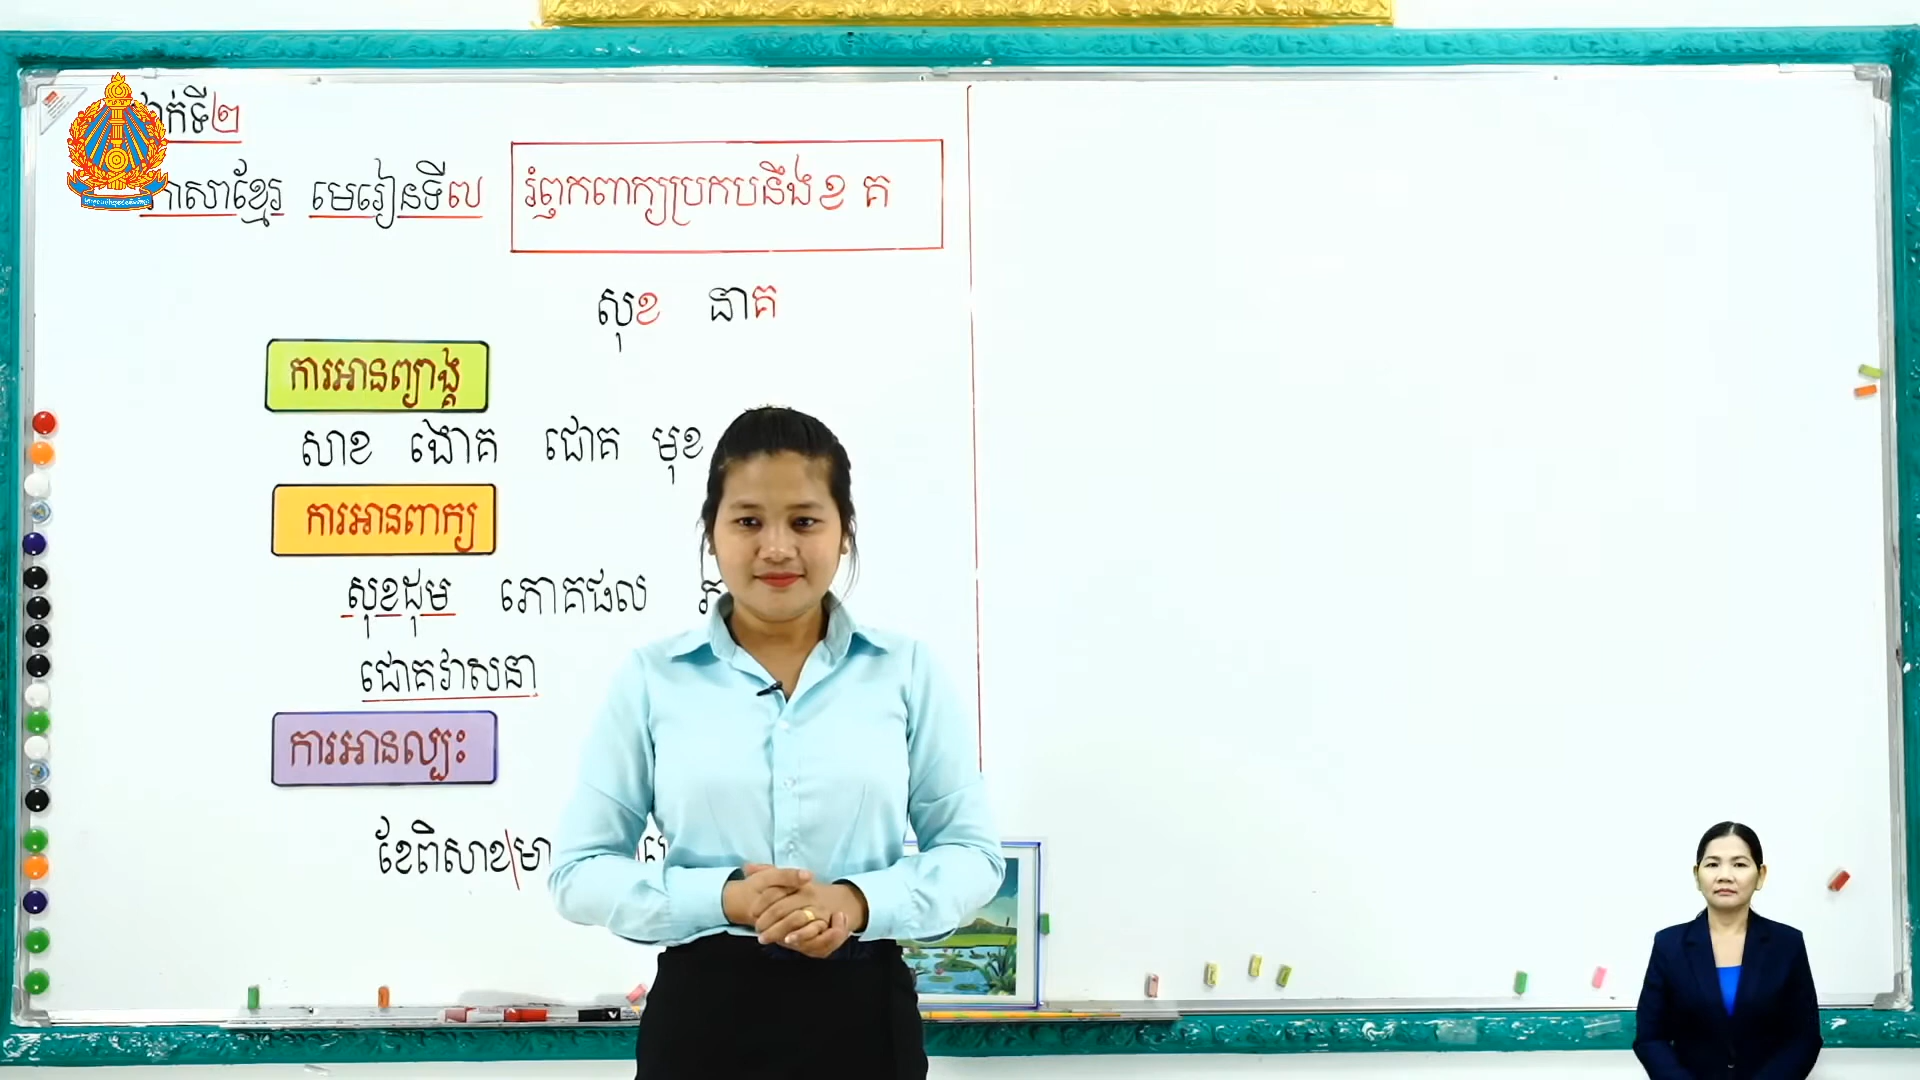 ទី២
ភាសាខ្មែរ មេរៀនទី៧
រំឭកពាក្យប្រកបនឹង ខ គ
សុខ នាគ
ការអានព្យាង្គ
សាខ ងោគ ជោគ មុខ
ការអានពាក្យ
សុខដុម ភោគផល
ជោគវាសនា
ការអានល្បះ
ខែពិសាខ